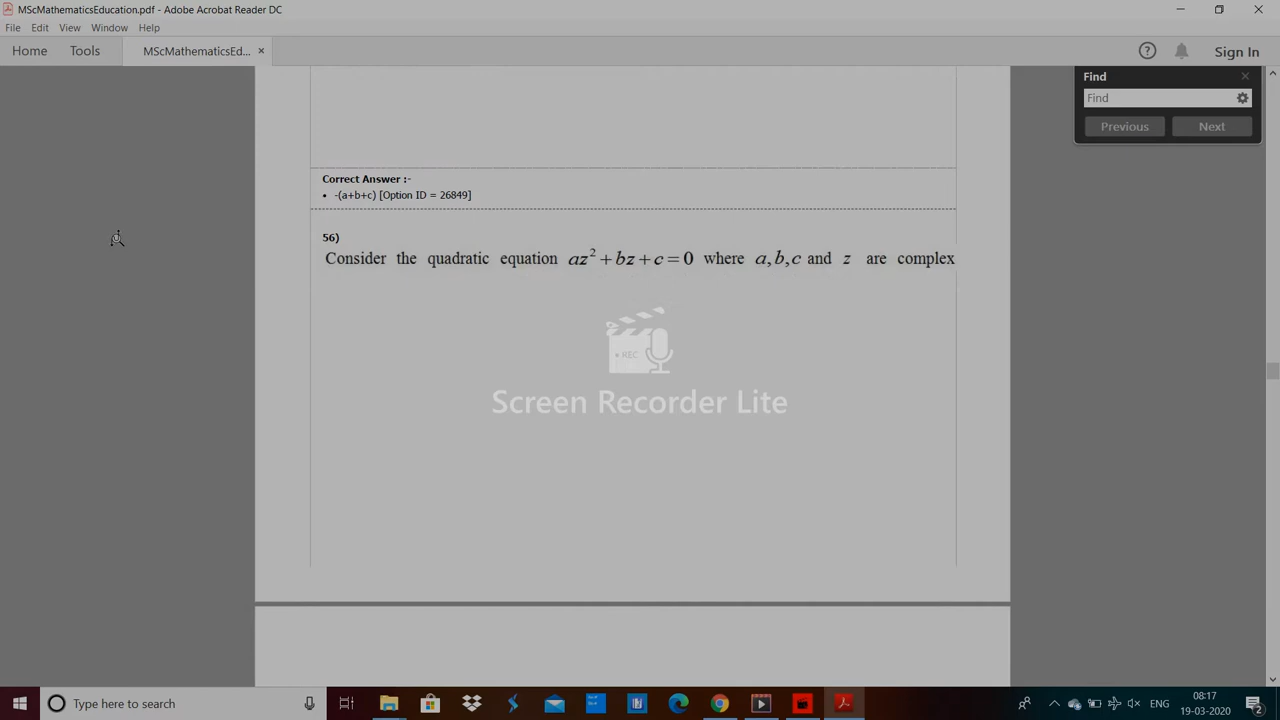 MScMathematicsEducation.pdf - Adobe Acrobat Reader DC
File Edit View Window Help
Home Tools MScMathematicsEd... × Sign In
Find
Find
Previous Next
Correct Answer :-
• -(a+b+c) [Option ID = 26849]
56)
Consider the quadratic equation az² + bz + c = 0 where a, b, c and z are complex
REC
Screen Recorder Lite
Type here to search
ENG
08:17
19-03-2020
2